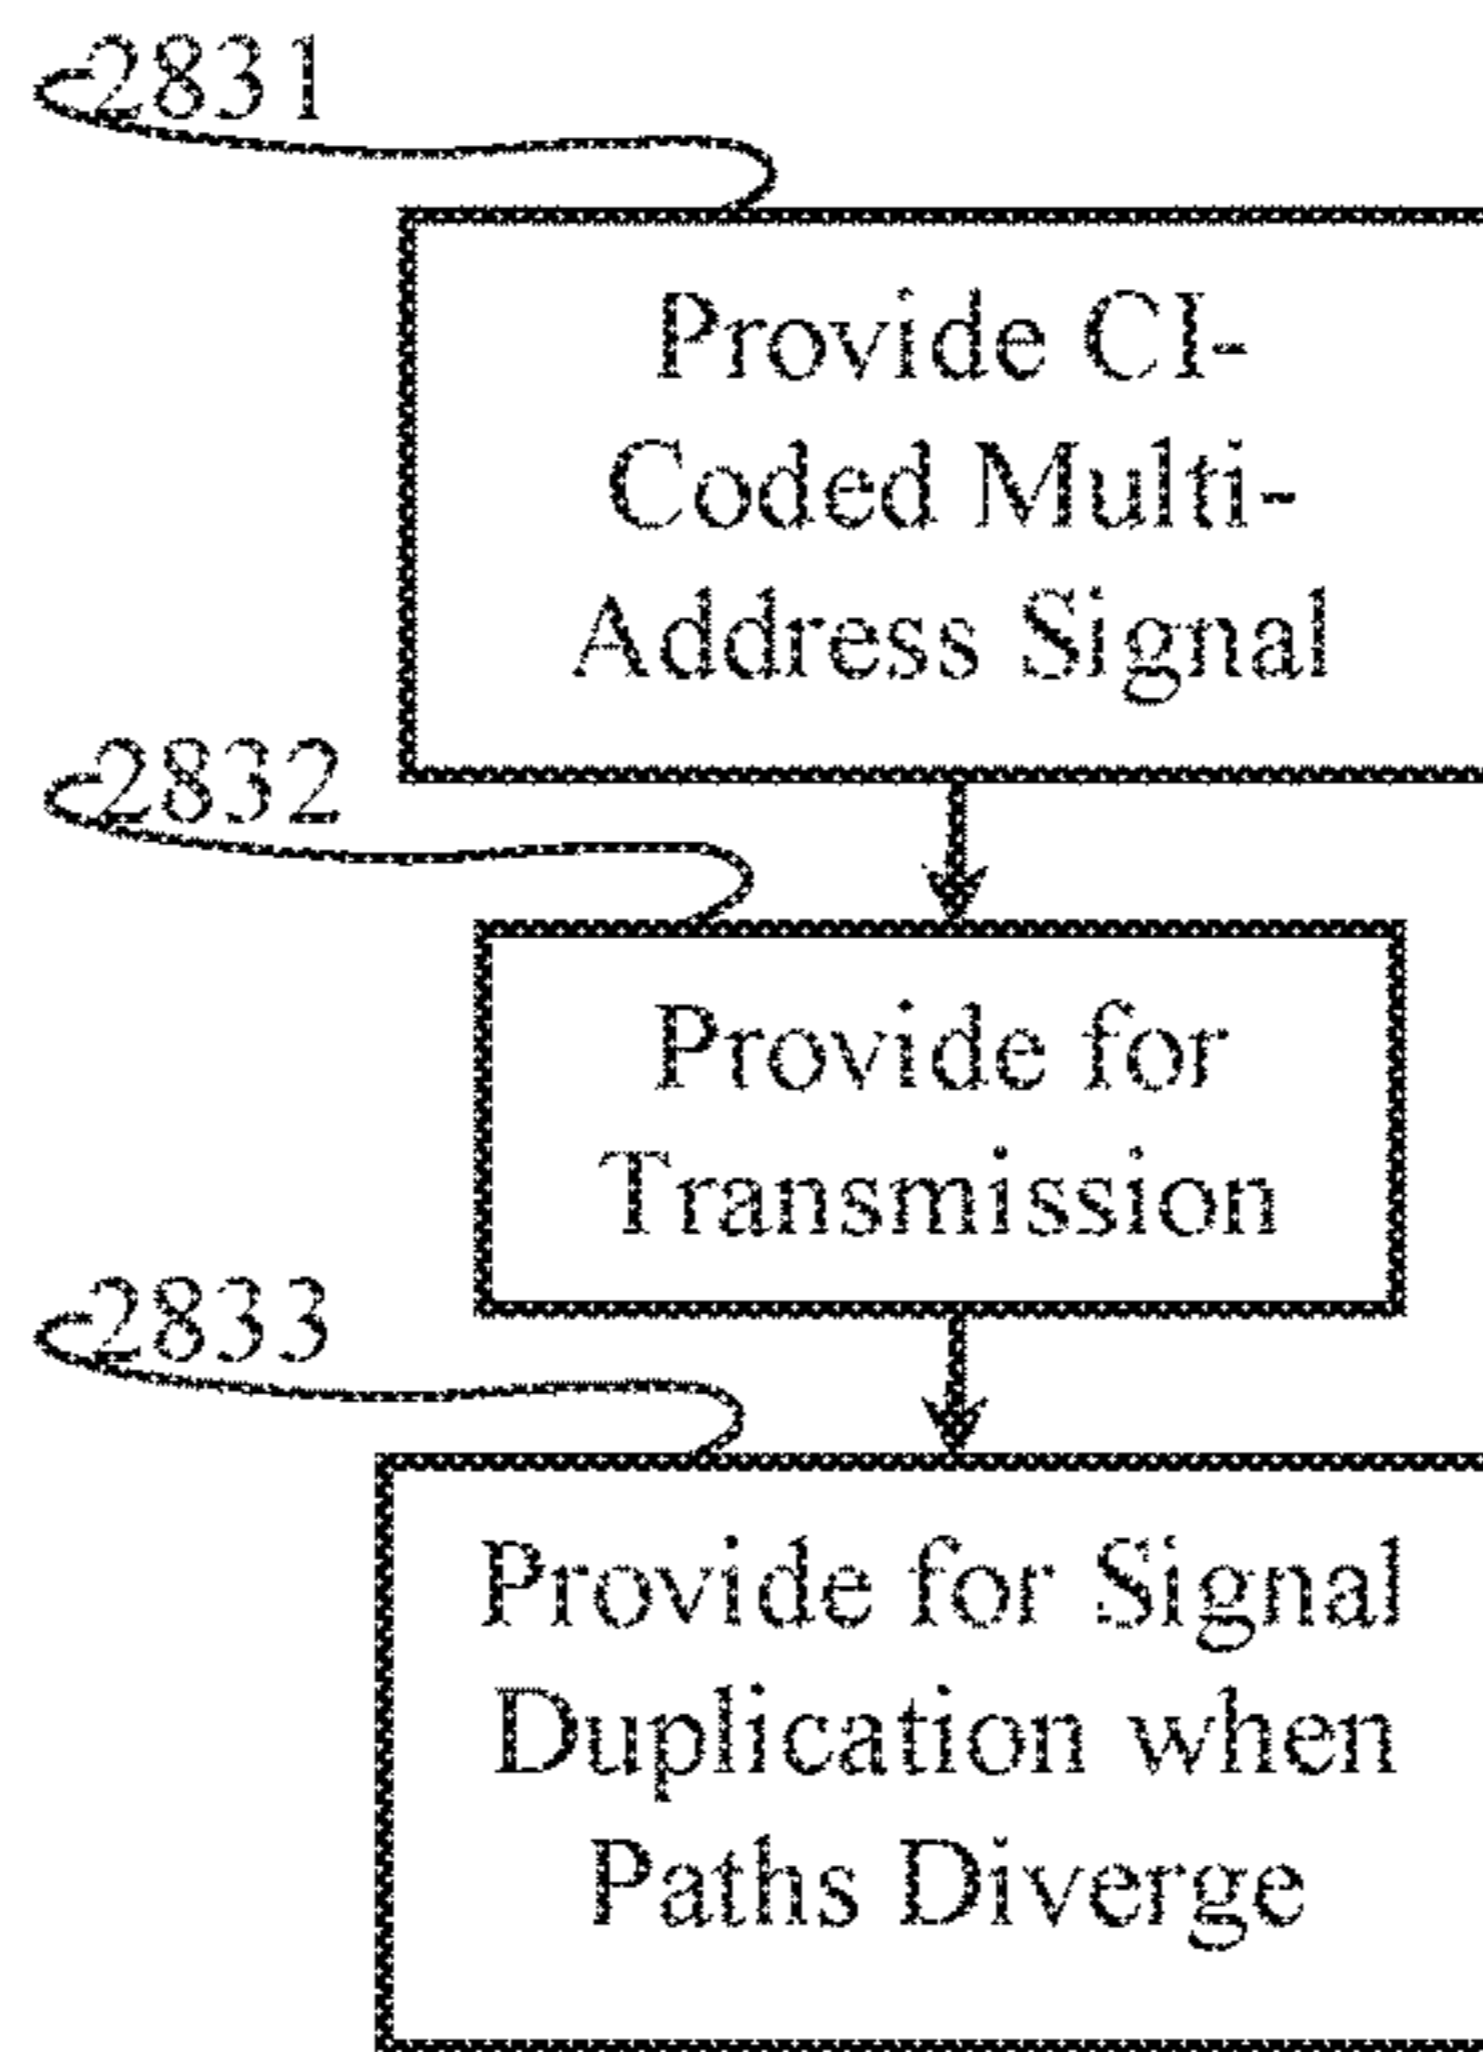 2831
Provide CI-
Coded Multi-
Address Signal
2832
Provide for
Transmission
2833
Provide for Signal
Duplication when
Paths Diverge